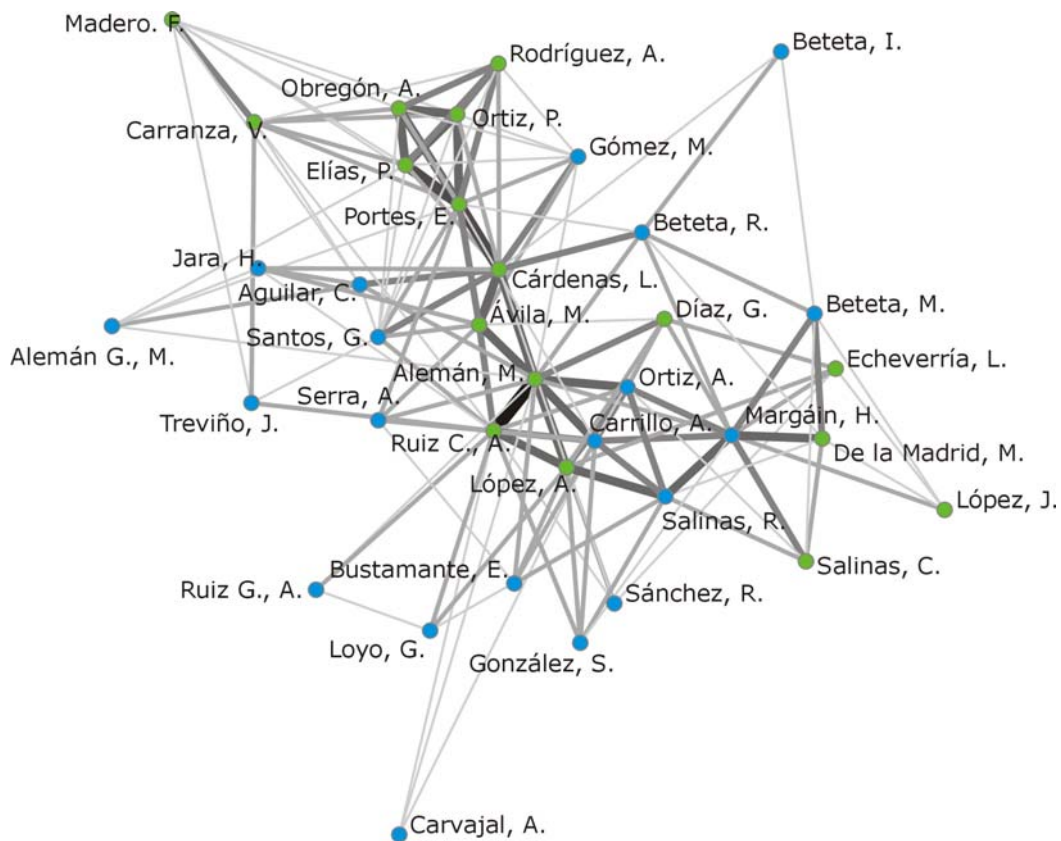 Madero. F.
Beteta, I.
Rodríguez, A.
Obregón, A.
Ortiz, P.
Carranza, V.
Gómez, M.
Elías, P.
Portes, E.
Beteta, R.
Jara, H.
Cárdenas, L.
Aguilar, C.
Díaz, G.
Beteta, M.
Ávila, M.
Santos, G.
Alemán G., M.
Echeverría, L.
Alemán, M.
Ortiz, A.
Serra, A.
Treviño, J.
Carrillo, A.
Margáin, H.
Ruiz C., A.
De la Madrid, M.
López, A.
López, J.
Salinas, R.
Salinas, C.
Bustamante, E.
Ruiz G., A.
Sánchez, R.
Loyo, G.
González, S.
Carvajal, A.